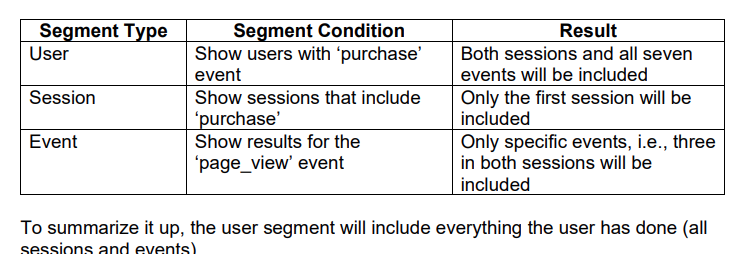 Segment Type Segment Condition Result
User Show users with ‘purchase’ event Both sessions and all seven events will be included
Session Show sessions that include ‘purchase’ Only the first session will be included
Event Show results for the ‘page_view’ event Only specific events, i.e., three in both sessions will be included
To summarize it up, the user segment will include everything the user has done (all
sessions and events)